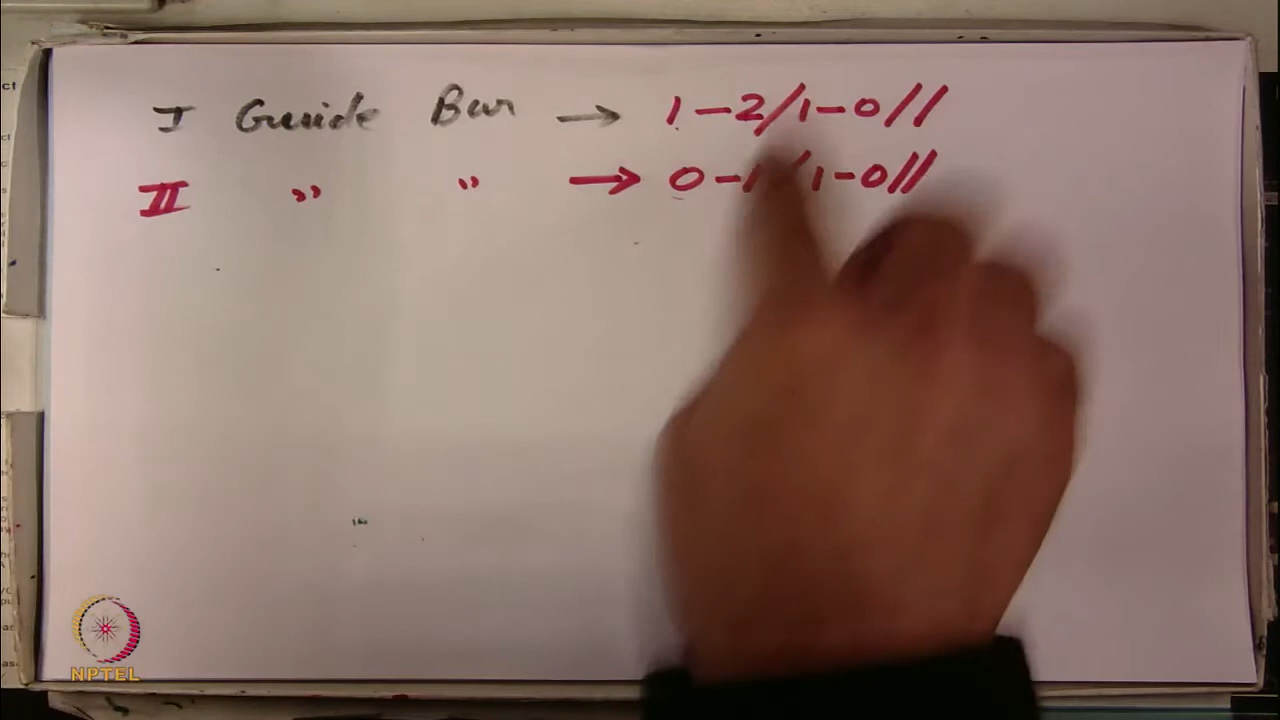 I Guide Bar → 1-2/1-0//
II " " → 0-1/1-0//
NPTEL